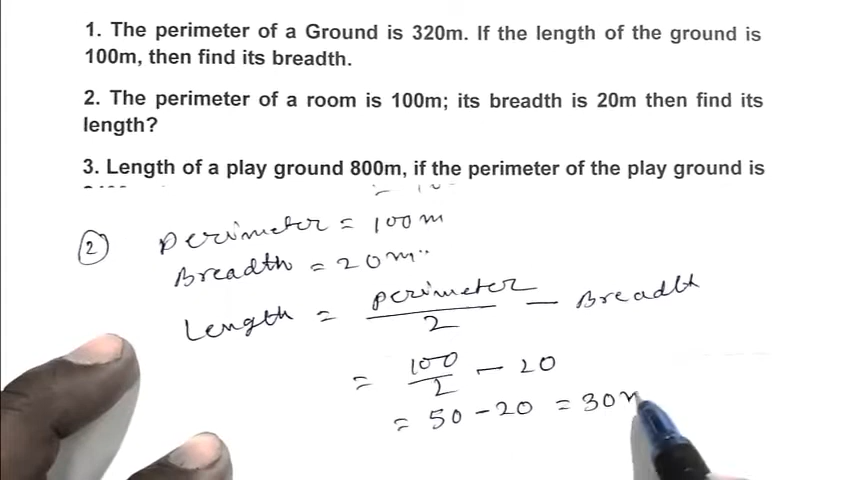 1. The perimeter of a Ground is 320m. If the length of the ground is
100m, then find its breadth.
2. The perimeter of a room is 100m; its breadth is 20m then find its
length?
3. Length of a play ground 800m, if the perimeter of the play ground is
2 perimeter = 100m
Breadth = 20m
Length = perimeter/2 - Breadth
= 100/2 - 20
= 50 - 20 = 30m